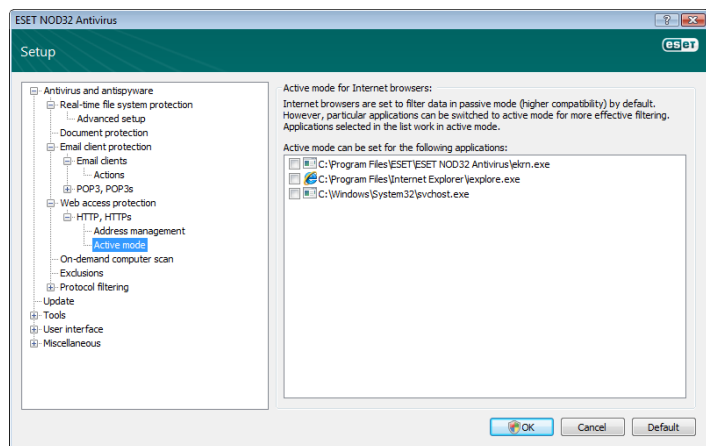 ESET NOD32 Antivirus
Setup
eset
Antivirus and antispyware
Real-time file system protection
Advanced setup
Document protection
Email client protection
Email clients
Actions
POP3, POP3s
Web access protection
HTTP, HTTPs
Address management
Active mode
On-demand computer scan
Exclusions
Protocol filtering
Update
Tools
User interface
Miscellaneous
Active mode for Internet browsers:
Internet browsers are set to filter data in passive mode (higher compatibility) by default.
However, particular applications can be switched to active mode for more effective filtering.
Applications selected in the list work in active mode.
Active mode can be set for the following applications:
C:\Program Files\ESET\ESET NOD32 Antivirus\ekrn.exe
C:\Program Files\Internet Explorer\iexplore.exe
C:\Windows\System32\svchost.exe
OK
Cancel
Default